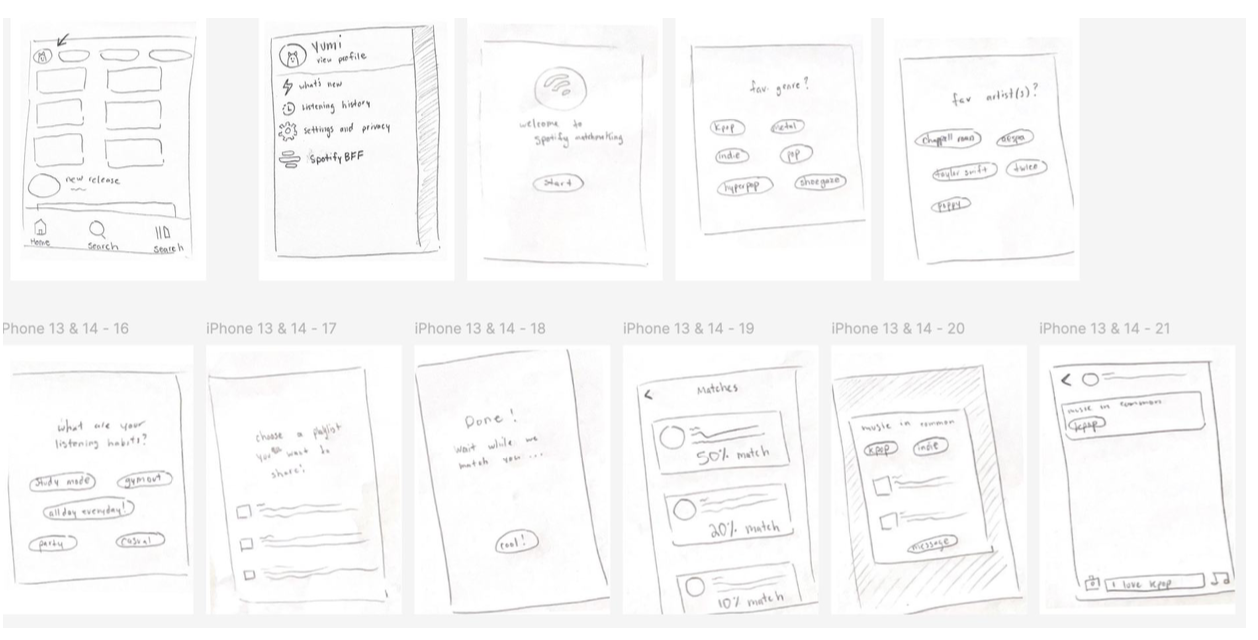 new release
Home
Search
Search
Yumi
view profile
what's new
listening history
settings and privacy
Spotify BFF
welcome to
spotify matchmaking
start
fav. genre?
kpop
metal
indie
pop
hyperpop
shoegaze
fav artist(s)?
chappell roan
aespa
taylor swift
twice
poppy
Phone 13 & 14 - 16
iPhone 13 & 14 - 17
iPhone 13 & 14 - 18
iPhone 13 & 14 - 19
iPhone 13 & 14 - 20
iPhone 13 & 14 - 21
what are your
listening habits?
study mode
gym out
all day everyday!
party
casual
choose a playlist
you want to
share!
Done!
wait while we
match you ...
cool!
Matches
50% match
20% match
10% match
music in common
kpop
indie
message
music in common
kpop
I love kpop